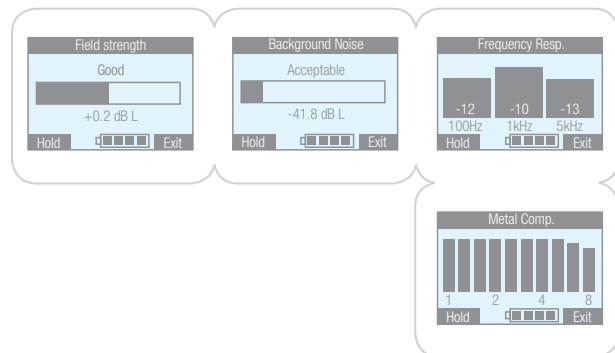 Field strength
Good
+0.2 dB L
Hold Exit
Background Noise
Acceptable
-41.8 dB L
Hold Exit
Frequency Resp.
-12 -10 -13
100Hz 1kHz 5kHz
Hold Exit
Metal Comp.
1 2 4 8
Hold Exit